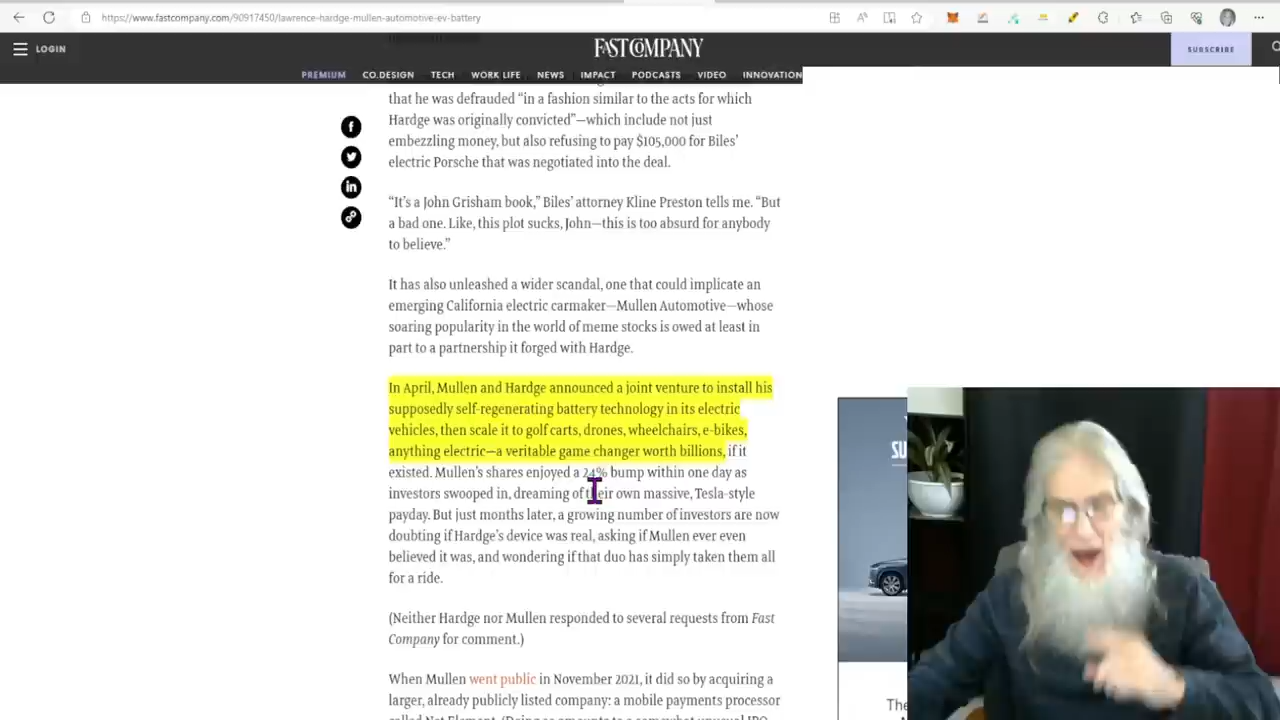 https://www.fastcompany.com/90917450/lawrence-hardge-mullen-automotive-ev-battery
LOGIN
FAST COMPANY
SUBSCRIBE
PREMIUM CO.DESIGN TECH WORK LIFE NEWS IMPACT PODCASTS VIDEO INNOVATION
that he was defrauded “in a fashion similar to the acts for which
Hardge was originally convicted”—which include not just
embezzling money, but also refusing to pay $105,000 for Biles’
electric Porsche that was negotiated into the deal.
“It’s a John Grisham book,” Biles’ attorney Kline Preston tells me. “But
a bad one. Like, this plot sucks, John—this is too absurd for anybody
to believe.”
It has also unleashed a wider scandal, one that could implicate an
emerging California electric carmaker—Mullen Automotive—whose
soaring popularity in the world of meme stocks is owed at least in
part to a partnership it forged with Hardge.
In April, Mullen and Hardge announced a joint venture to install his
supposedly self-regenerating battery technology in its electric
vehicles, then scale it to golf carts, drones, wheelchairs, e-bikes,
anything electric—a veritable game changer worth billions, if it
existed. Mullen’s shares enjoyed a 24% bump within one day as
investors swooped in, dreaming of their own massive, Tesla-style
payday. But just months later, a growing number of investors are now
doubting if Hardge’s device was real, asking if Mullen ever even
believed it was, and wondering if that duo has simply taken them all
for a ride.
(Neither Hardge nor Mullen responded to several requests from Fast
Company for comment.)
When Mullen went public in November 2021, it did so by acquiring a
larger, already publicly listed company: a mobile payments processor
called Net Element. (Doing so amounts to a somewhat unusual IPO
SU
The